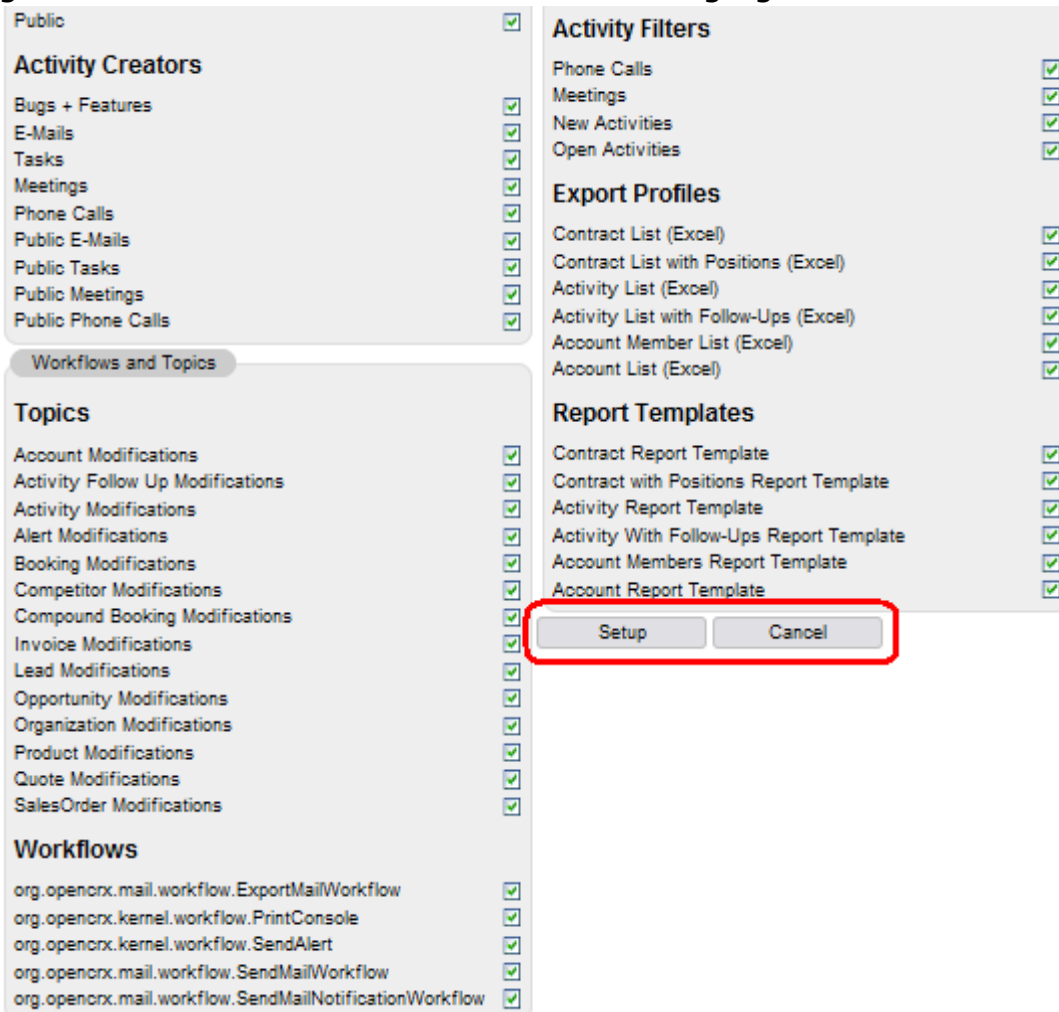 Public
Activity Creators
Bugs + Features
E-Mails
Tasks
Meetings
Phone Calls
Public E-Mails
Public Tasks
Public Meetings
Public Phone Calls
Workflows and Topics
Topics
Account Modifications
Activity Follow Up Modifications
Activity Modifications
Alert Modifications
Booking Modifications
Competitor Modifications
Compound Booking Modifications
Invoice Modifications
Lead Modifications
Opportunity Modifications
Organization Modifications
Product Modifications
Quote Modifications
SalesOrder Modifications
Workflows
org.opencrx.mail.workflow.ExportMailWorkflow
org.opencrx.kernel.workflow.PrintConsole
org.opencrx.kernel.workflow.SendAlert
org.opencrx.mail.workflow.SendMailWorkflow
org.opencrx.mail.workflow.SendMailNotificationWorkflow
Activity Filters
Phone Calls
Meetings
New Activities
Open Activities
Export Profiles
Contract List (Excel)
Contract List with Positions (Excel)
Activity List (Excel)
Activity List with Follow-Ups (Excel)
Account Member List (Excel)
Account List (Excel)
Report Templates
Contract Report Template
Contract with Positions Report Template
Activity Report Template
Activity With Follow-Ups Report Template
Account Members Report Template
Account Report Template
Setup Cancel